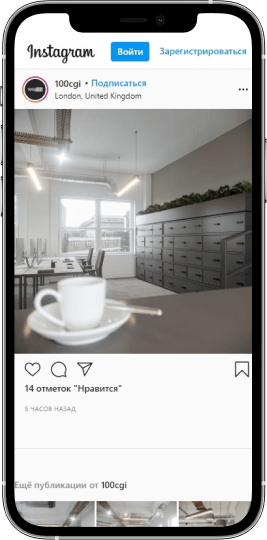 Instagram
Войти
Зарегистрироваться
100cgi • Подписаться
London, United Kingdom
14 отметок "Нравится"
5 ЧАСОВ НАЗАД
Ещё публикации от 100cgi